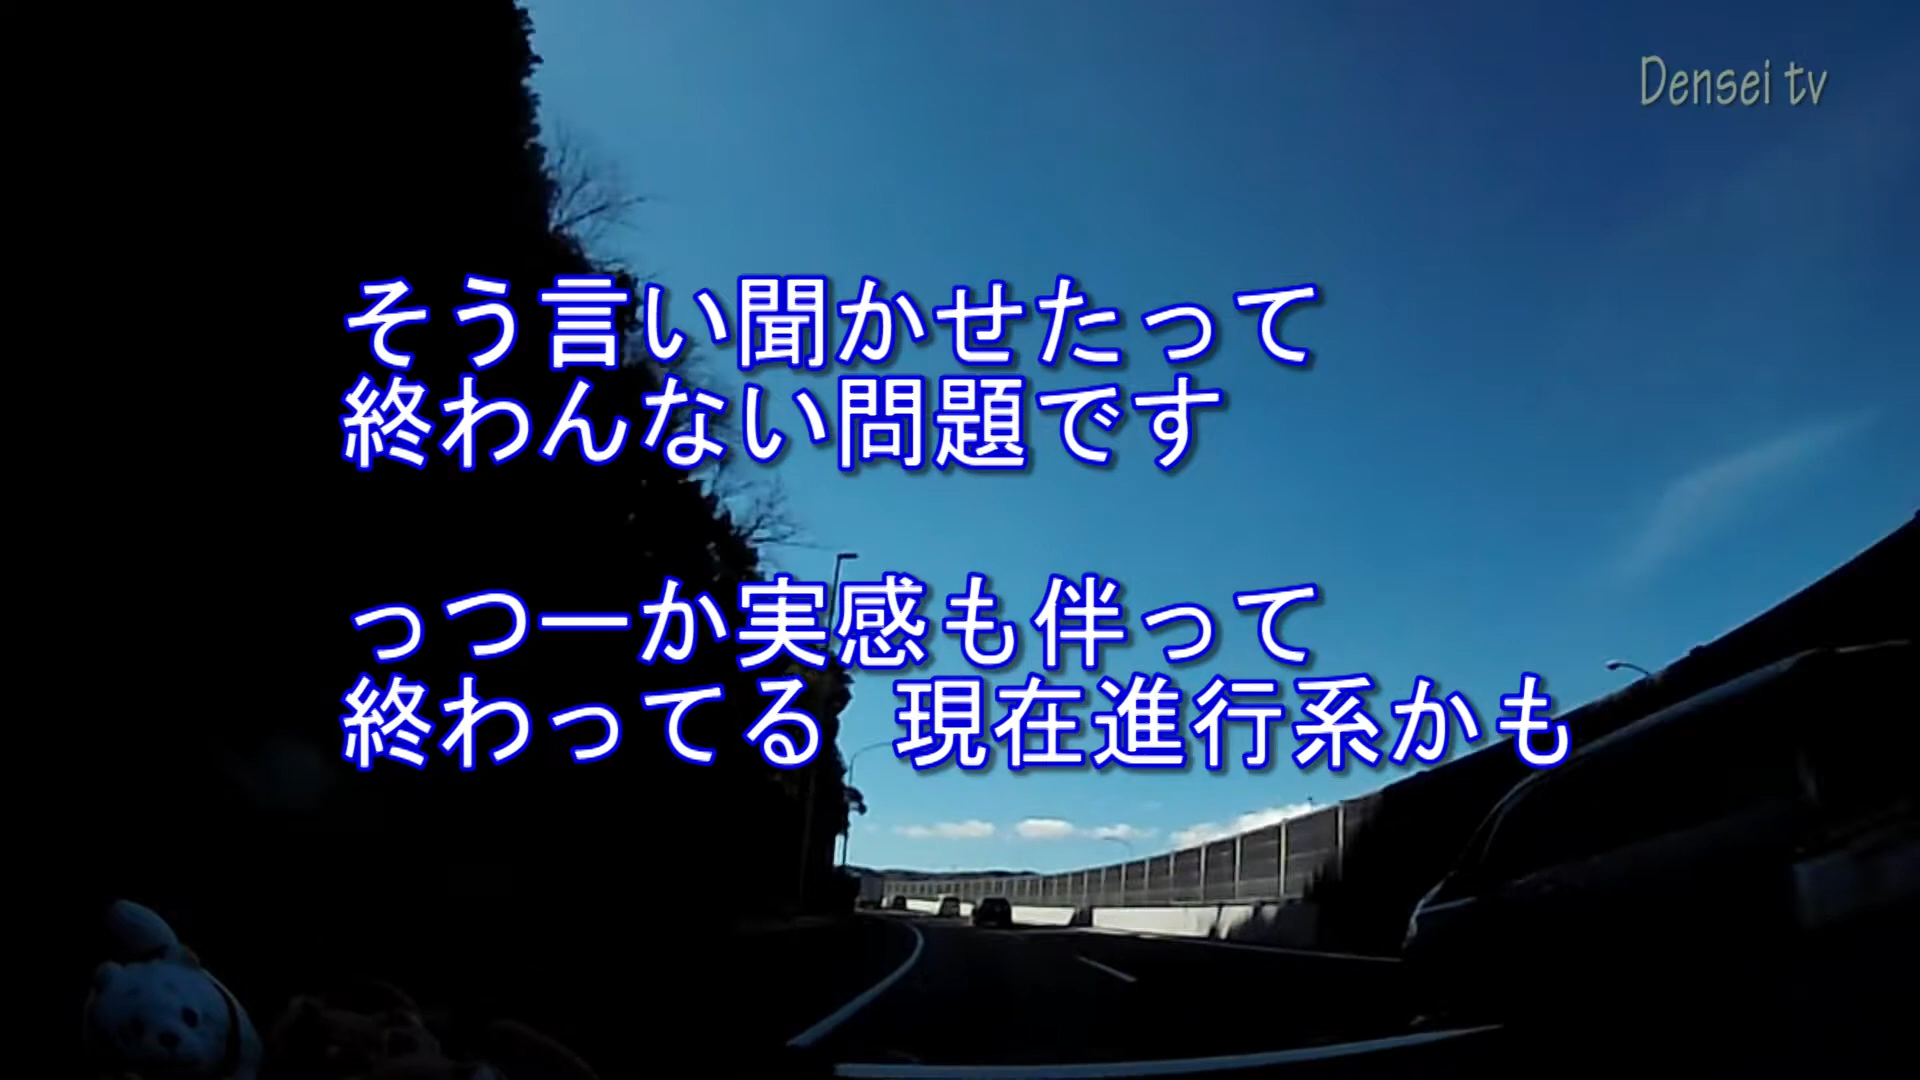 Densei tv
そう言い聞かせたって
終わんない問題です
っつーか実感も伴って
終わってる 現在進行系かも